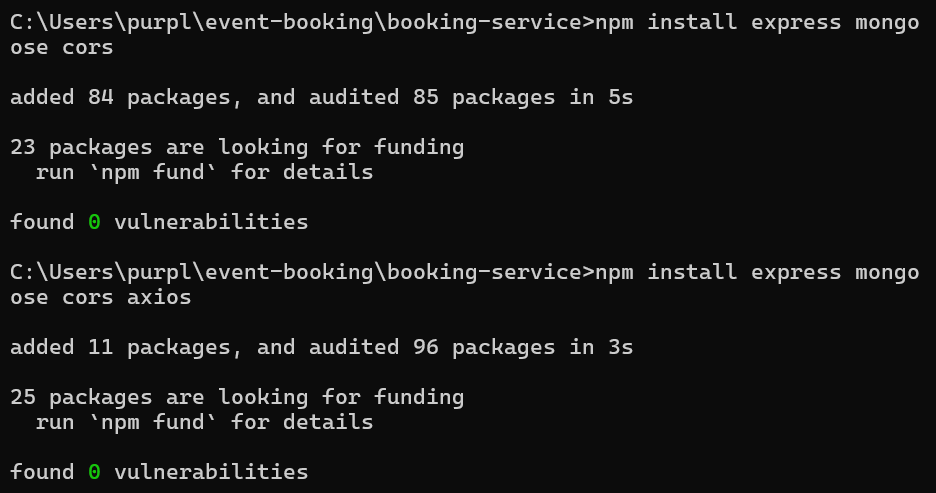 C:\Users\purpl\event-booking\booking-service>npm install express mongo
ose cors
added 84 packages, and audited 85 packages in 5s
23 packages are looking for funding
  run `npm fund` for details
found 0 vulnerabilities
C:\Users\purpl\event-booking\booking-service>npm install express mongo
ose cors axios
added 11 packages, and audited 96 packages in 3s
25 packages are looking for funding
  run `npm fund` for details
found 0 vulnerabilities